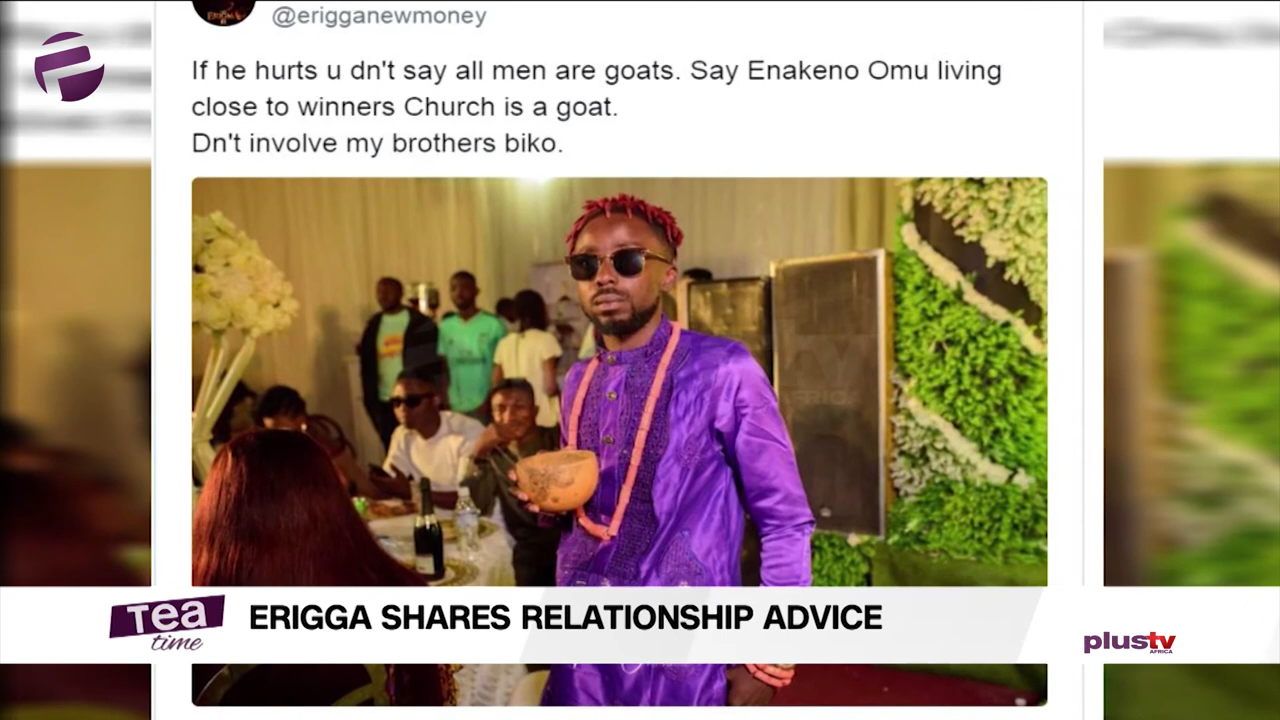 @erigganewmoney
If he hurts u dn't say all men are goats. Say Enakeno Omu living
close to winners Church is a goat.
Dn't involve my brothers biko.
Tea
time
ERIGGA SHARES RELATIONSHIP ADVICE
plustv
AFRICA